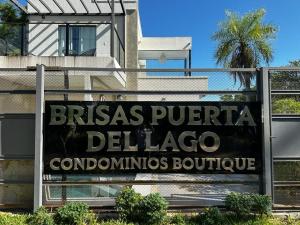 BRISAS PUERTA
DEL LAGO
CONDOMINIOS BOUTIQUE